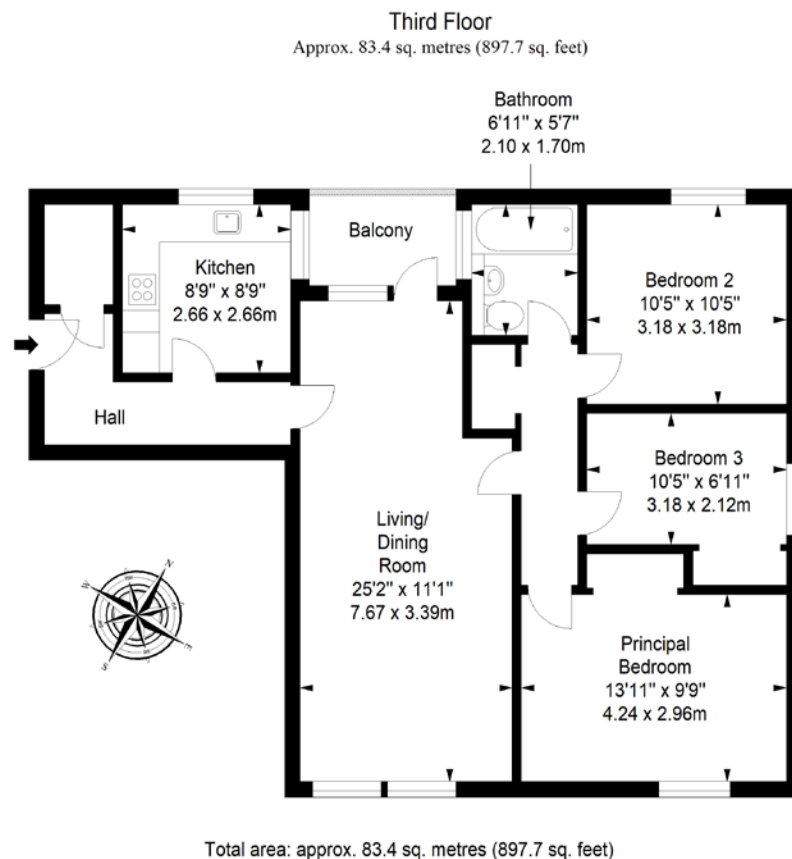 Third Floor
Approx. 83.4 sq. metres (897.7 sq. feet)
Bathroom
6'11" x 5'7"
2.10 x 1.70m
Balcony
Kitchen
8'9" x 8'9"
2.66 x 2.66m
Bedroom 2
10'5" x 10'5"
3.18 x 3.18m
Hall
Bedroom 3
10'5" x 6'11"
3.18 x 2.12m
Living/
Dining
Room
25'2" x 11'1"
7.67 x 3.39m
N
W
E
S
Principal
Bedroom
13'11" x 9'9"
4.24 x 2.96m
Total area: approx. 83.4 sq. metres (897.7 sq. feet)